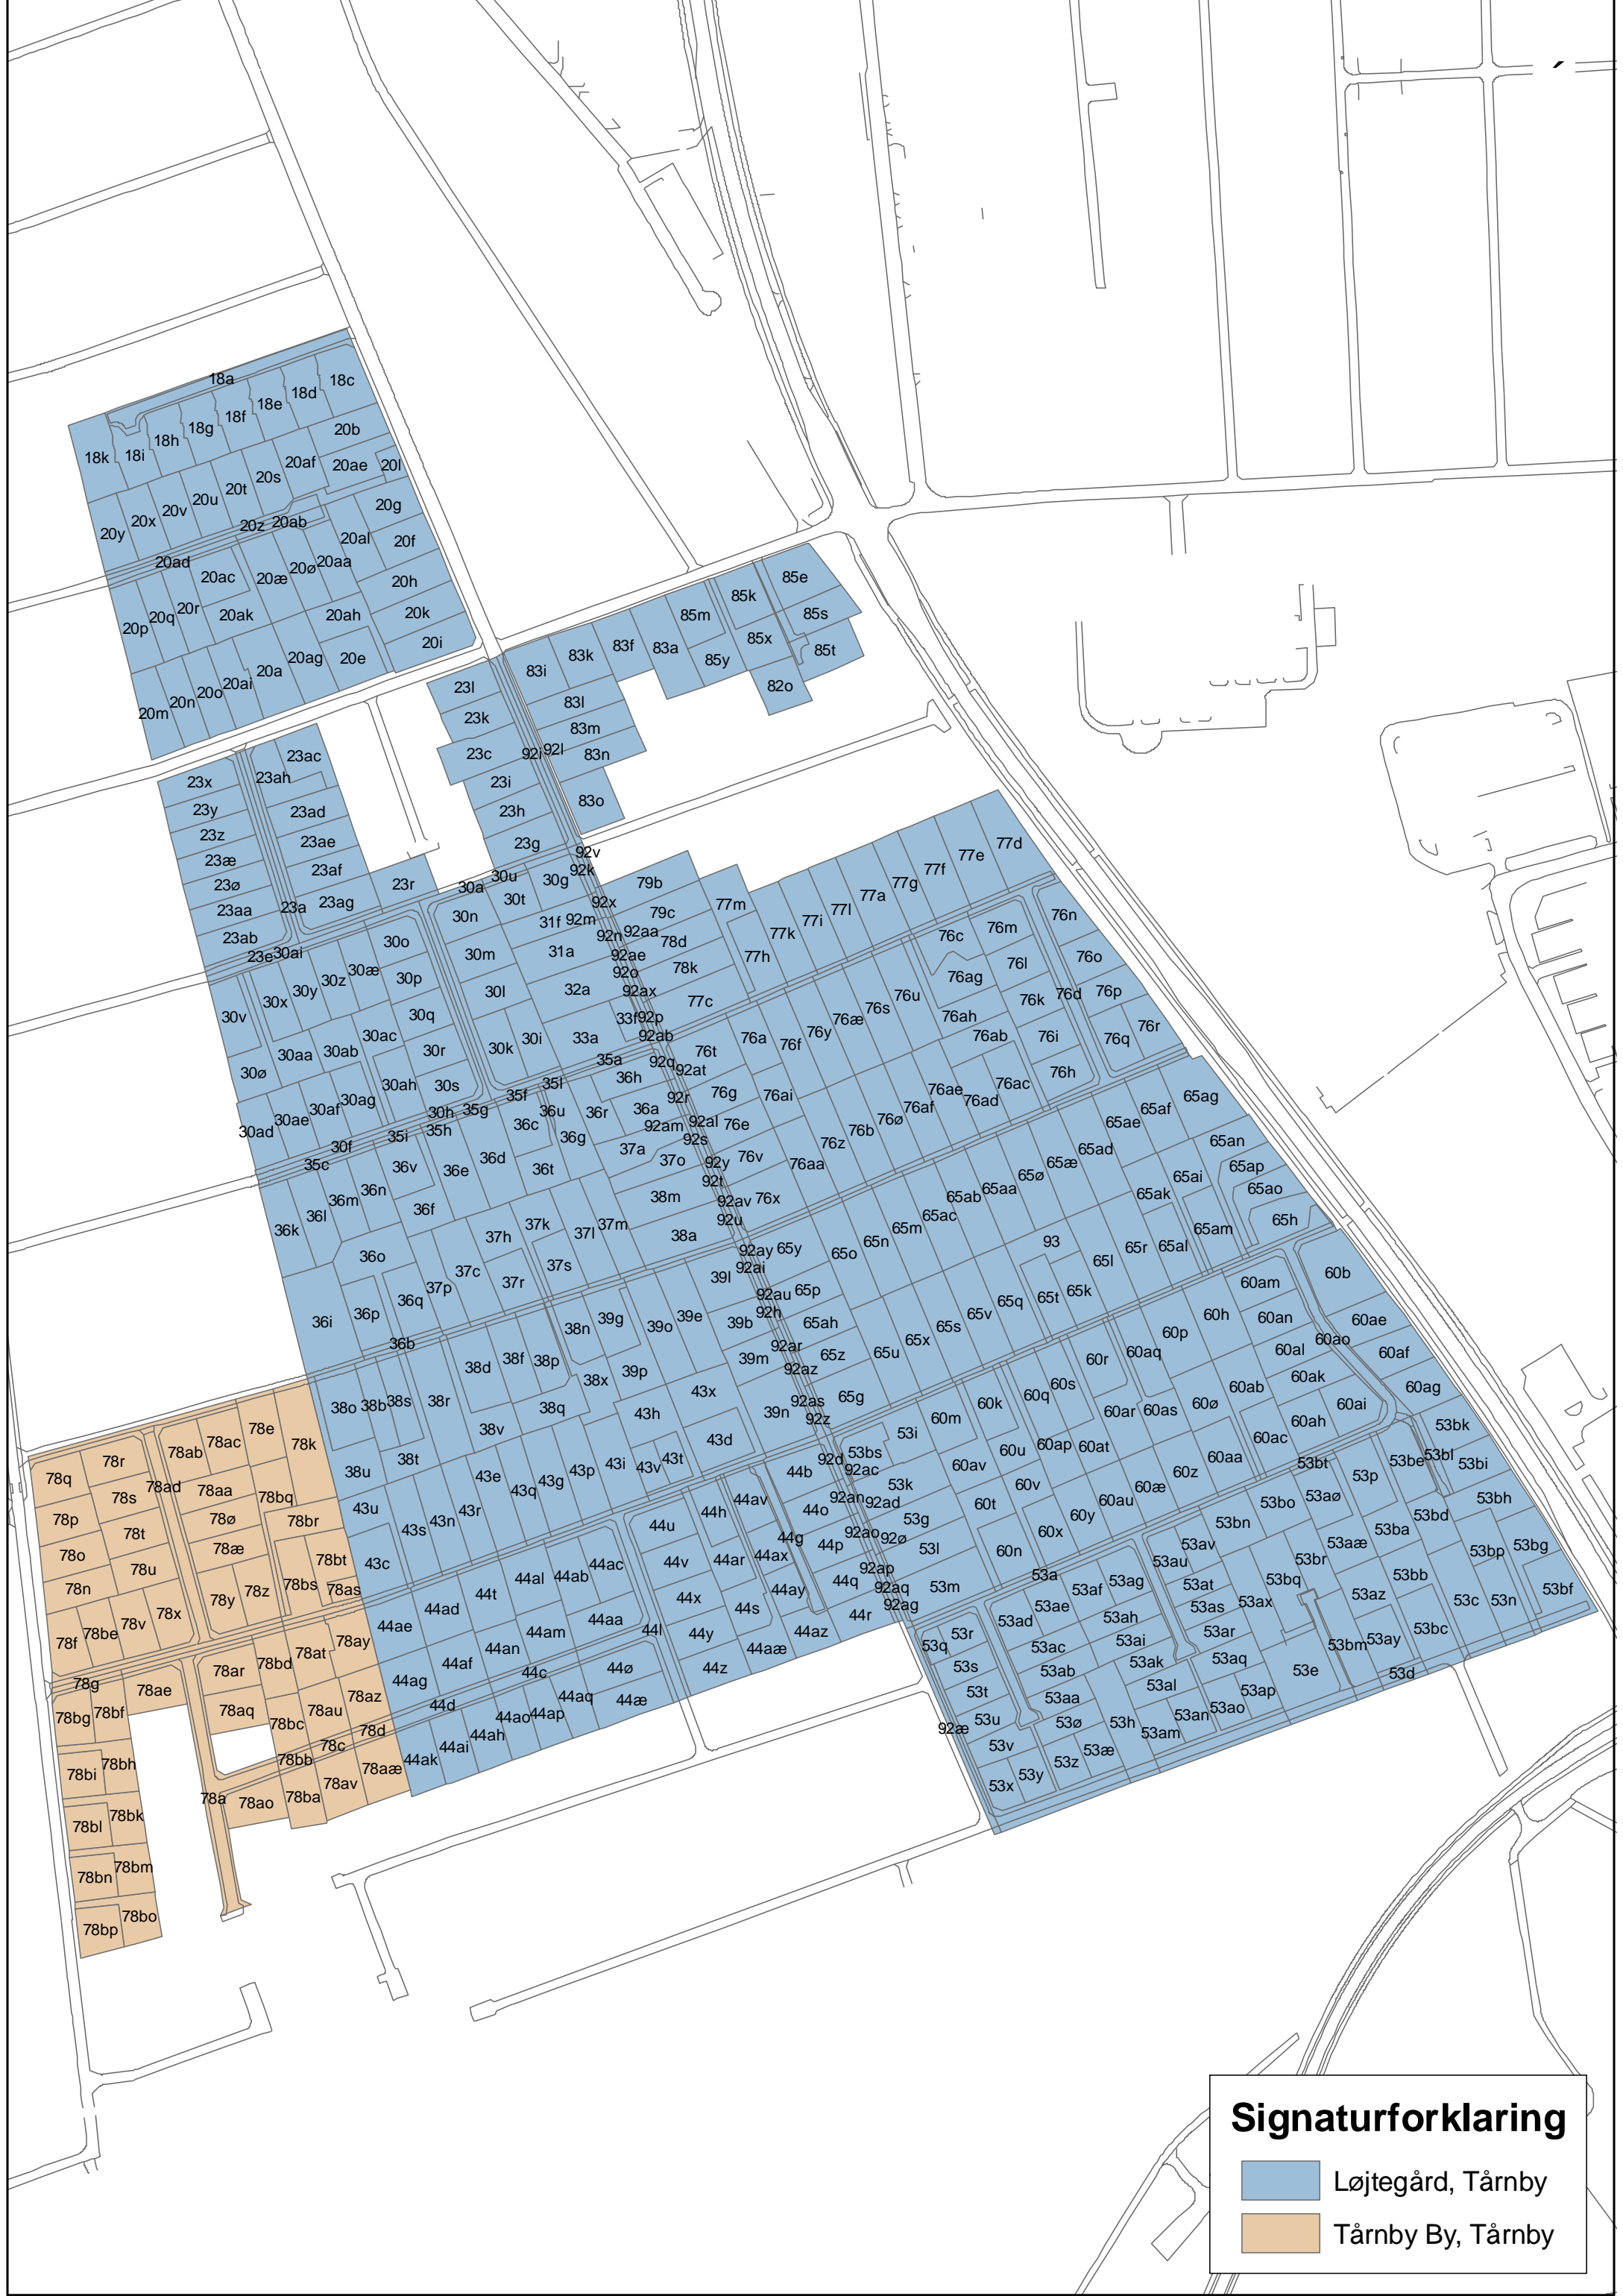 18a
18c
18d
18e
18f
18g
18h
18i
18k
20b
20l
20ae
20af
20s
20t
20u
20v
20x
20y
20g
20ab
20z
20al
20f
20aa
20ø
20æ
20ad
20ac
20h
20r
20q
20p
20ak
20ah
20k
20i
20e
20ag
20a
20ai
20o
20n
20m
85e
85k
85s
85m
85x
85t
85y
82o
83f
83a
83k
83i
83l
83m
83n
83o
23l
23k
23c
92i
92l
23i
23h
23g
23ac
23ah
23x
23y
23ad
23z
23ae
23æ
23af
23ø
23r
23aa
23a
23ag
23ab
23e
30ai
92v
92k
30u
30g
30a
30t
30n
79b
92x
79c
31f
92m
92n
92aa
78d
77m
77d
77e
77f
77g
77a
77l
77i
77k
77h
30o
30æ
30z
30y
30x
30v
30p
30m
31a
92ae
92o
78k
30l
32a
92ax
77c
30q
30i
33a
33f
92p
92ab
30ac
30ab
30aa
30ø
30r
30k
35a
92q
76t
92at
30ah
30s
35l
36h
30ag
30af
30ae
30ad
30h
35g
35f
36u
36r
36a
92r
76g
35i
35h
36c
36g
92am
92al
76e
92s
30f
35c
36v
36e
36d
36t
37a
37o
92y
76v
92t
76c
76m
76n
76l
76o
76ag
76k
76d
76p
76u
76s
76æ
76y
76f
76a
76ah
76ab
76i
76q
76r
76h
76ac
76ae
76ad
76af
76ø
76b
76z
76ai
76aa
36n
36m
36l
36k
36f
38m
92av
76x
92u
37k
37h
37l
37m
38a
36o
37c
37s
37r
92ay
65y
92ai
39l
37p
36q
36p
36i
92au
65p
92h
39g
39o
39e
39b
65ah
38n
36b
92ar
65z
39m
92az
65ag
65af
65ae
65an
65ad
65ap
65æ
65ai
65ao
65ø
65ak
65h
65aa
65am
65ab
65al
65ac
65r
65m
93
65l
65n
65o
65k
65t
65q
65v
65s
65x
65u
60am
60b
60h
60an
60ae
60p
60ao
60al
60af
60aq
60r
60ak
60ag
38d
38f
38p
38x
39p
43x
38o
38b
38s
38r
38q
43h
39n
92as
65g
92z
38v
43d
38u
38t
43e
43g
43p
43i
43v
43t
43q
43u
43r
43n
43s
43c
60k
60q
60s
60m
60ar
60as
60ø
60ab
60ai
60ah
53i
53bs
92d
92ac
60u
60ap
60at
60ac
60aa
53bk
44b
53k
60av
60z
53bt
53p
53be
53bl
53bi
60v
60æ
92an
92ad
60t
60au
60y
60x
60n
53bo
53aø
53bh
53bd
44av
44h
44o
53g
92ao
92ø
53l
44u
44g
44p
53bn
53ba
53aæ
53bg
53bp
44v
44ar
44ax
92ap
53m
53a
53au
53av
53br
53bb
53bf
44ac
44ab
44al
44t
44ay
44q
92aq
53af
53ag
53at
53bq
53az
53c
53n
44x
44s
92ag
53ae
53as
53ax
44ad
44aa
44r
53ad
53ah
53ar
53bc
44ae
44am
44l
44y
44az
44aæ
53r
53q
53ac
53ai
53aq
53bm
53ay
44an
44af
44ag
44c
44ø
44z
53s
53ab
53ak
53e
53d
44d
44aq
44æ
53t
53aa
53al
53ap
44ao
44ap
44ah
44ai
44ak
92æ
53u
53ø
53h
53an
53ao
53am
53v
53z
53æ
53y
53x
78e
78k
78ac
78ab
78r
78q
78ad
78aa
78bq
78s
78p
78ø
78br
78t
78o
78æ
78bt
78u
78n
78y
78z
78bs
78as
78x
78v
78be
78f
78ay
78at
78bd
78ar
78g
78ae
78az
78bg
78bf
78aq
78au
78bc
78d
78c
78bb
78aæ
78bh
78bi
78av
78ba
78ao
78a
78bk
78bl
78bm
78bn
78bo
78bp
Signaturforklaring
Løjtegård, Tårnby
Tårnby By, Tårnby